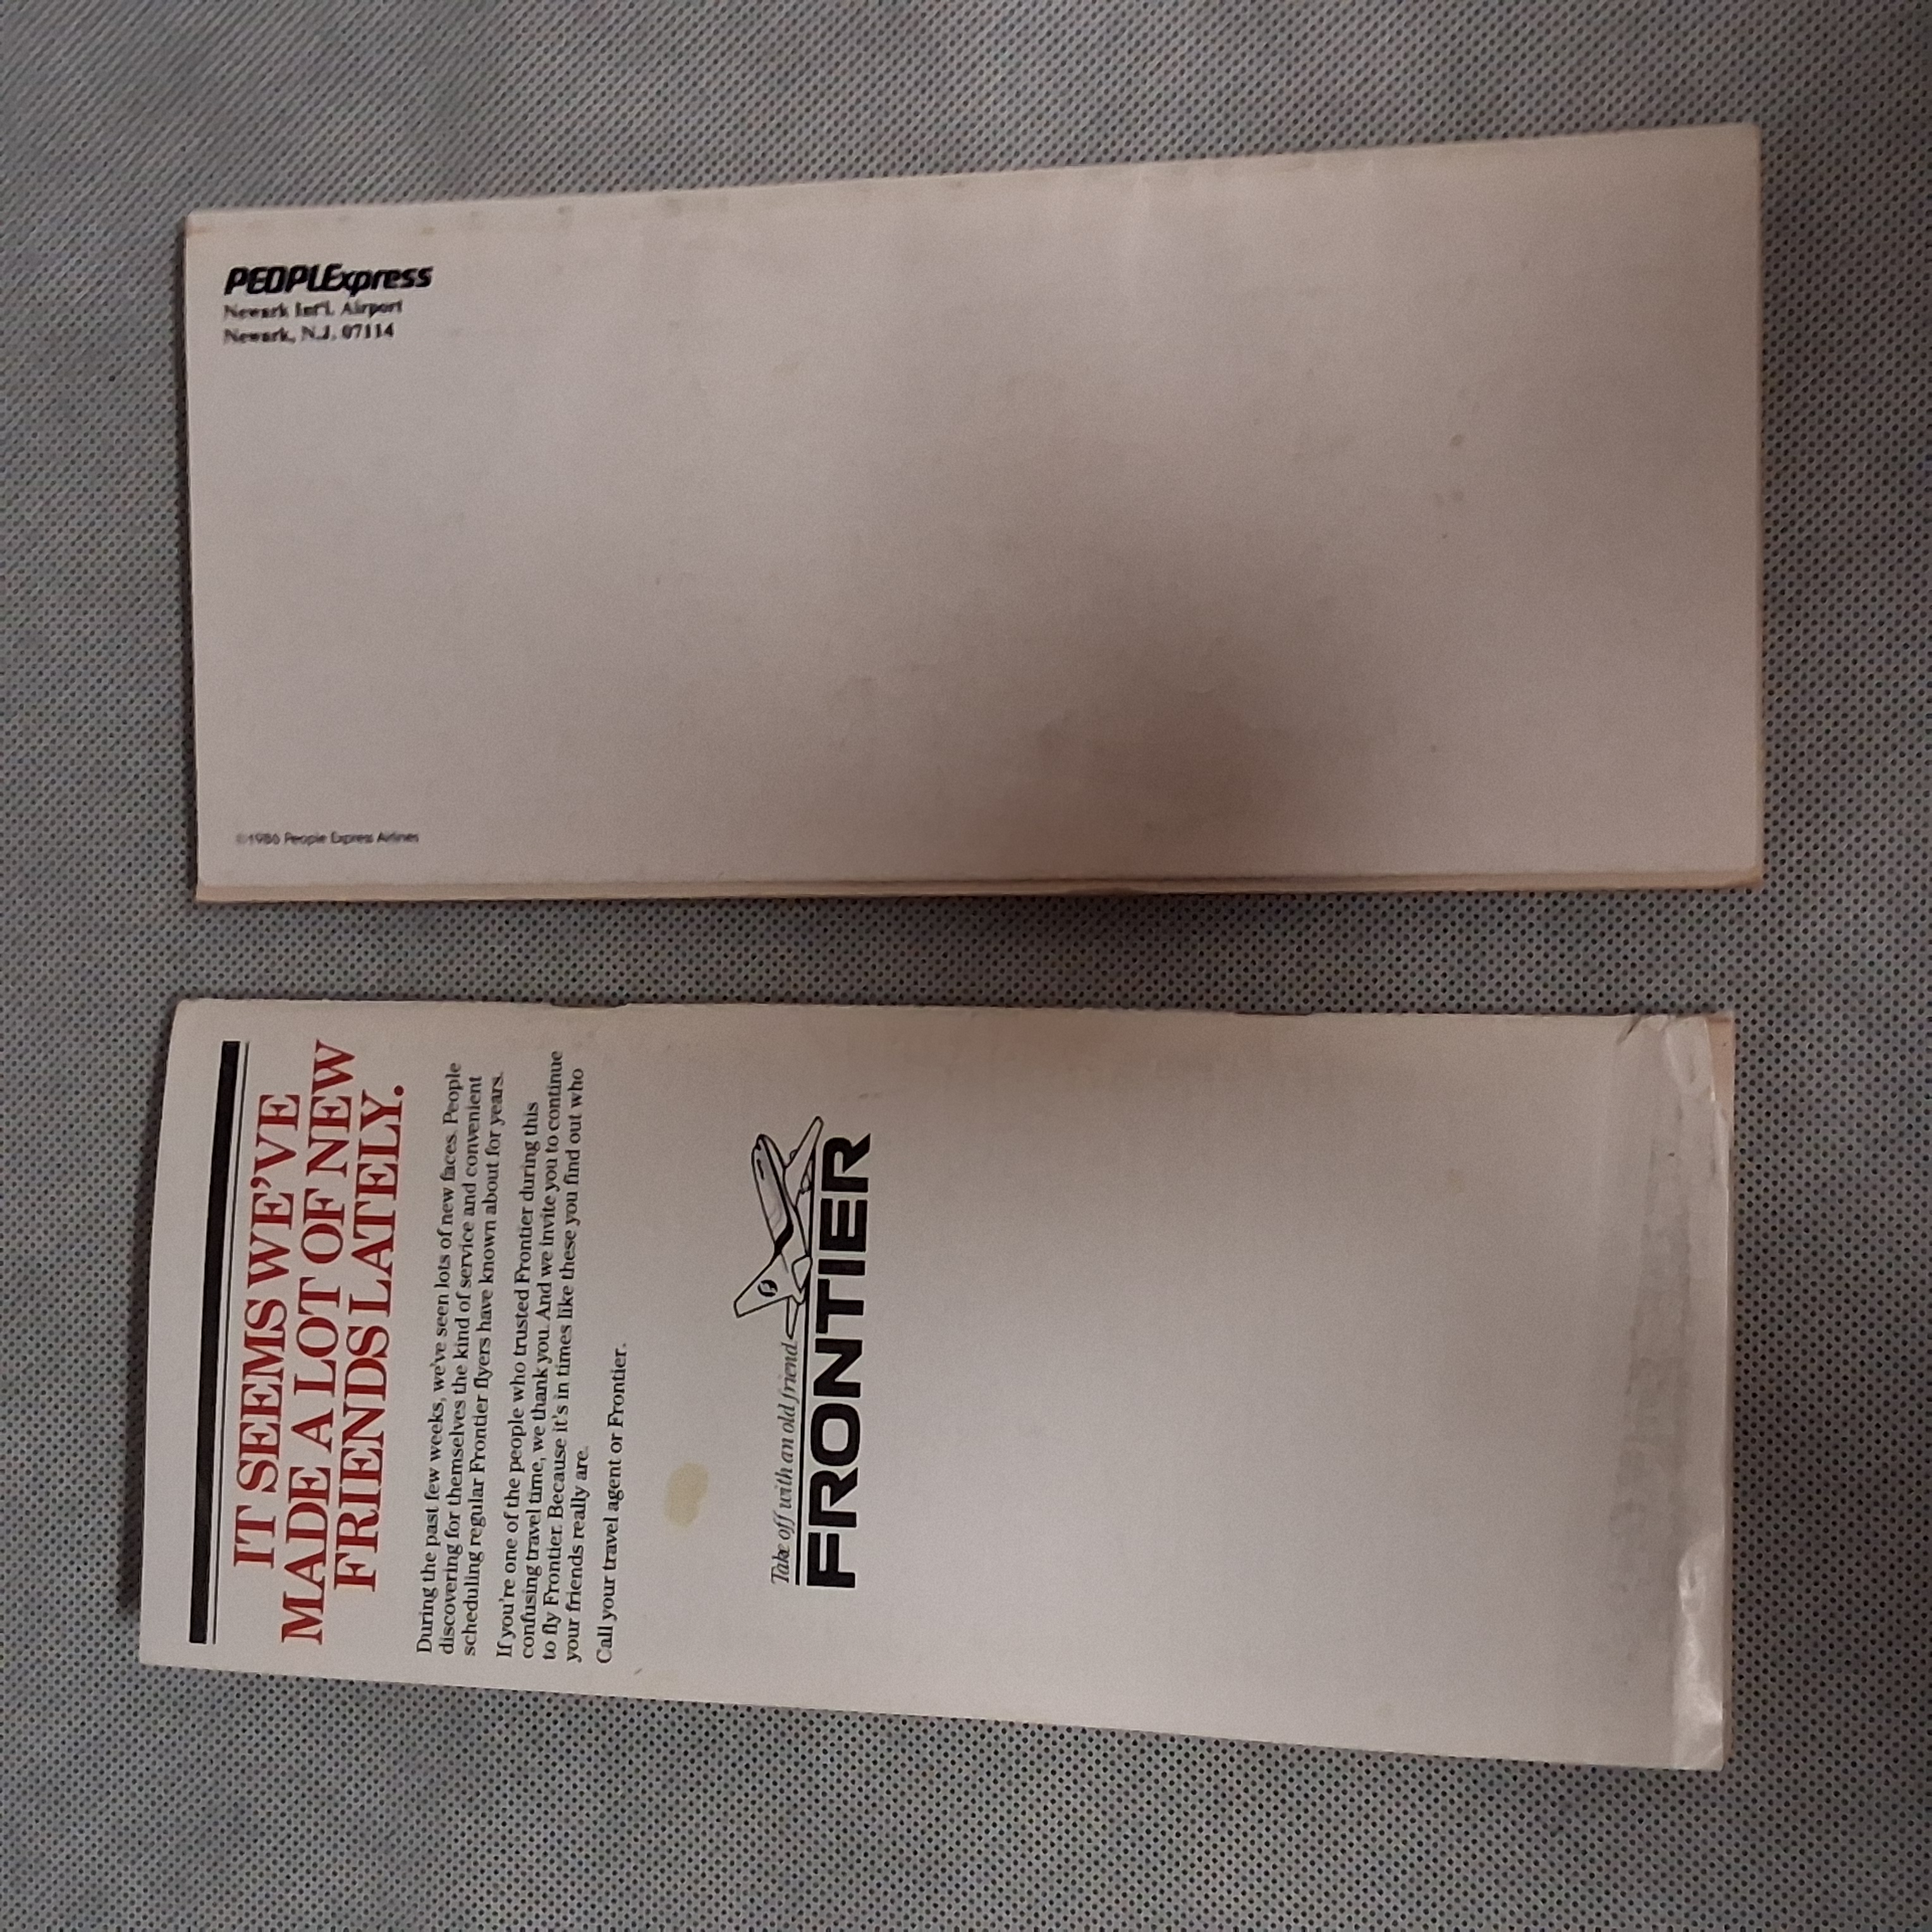 PEOPLExpress
Newark Int'l. Airport
Newark, N.J. 07114
©1986 People Express Airlines
IT SEEMS WE'VE
MADE A LOT OF NEW
FRIENDS LATELY.
During the past few weeks, we've seen lots of new faces. People
discovering for themselves the kind of service and convenient
scheduling regular Frontier flyers have known about for years.
If you're one of the people who trusted Frontier during this
confusing travel time, we thank you. And we invite you to continue
to fly Frontier. Because it's in times like these you find out who
your friends really are.
Call your travel agent or Frontier.
Take off with an old friend
FRONTIER